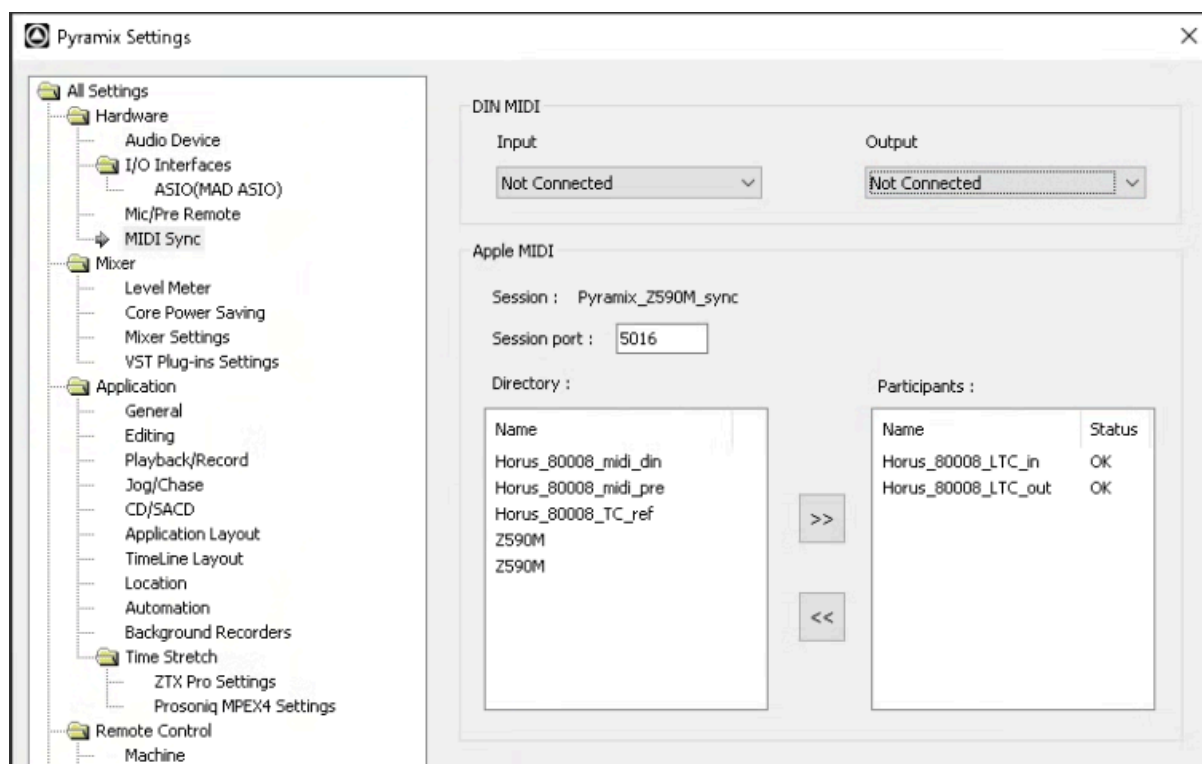 Pyramix Settings
All Settings
Hardware
Audio Device
I/O Interfaces
ASIO(MAD ASIO)
Mic/Pre Remote
MIDI Sync
Mixer
Level Meter
Core Power Saving
Mixer Settings
VST Plug-ins Settings
Application
General
Editing
Playback/Record
Jog/Chase
CD/SACD
Application Layout
TimeLine Layout
Location
Automation
Background Recorders
Time Stretch
ZTX Pro Settings
Prosoniq MPEX4 Settings
Remote Control
Machine
DIN MIDI
Input Output
Not Connected Not Connected
Apple MIDI
Session : Pyramix_Z590M_sync
Session port : 5016
Directory :
Name
Horus_80008_midi_din
Horus_80008_midi_pre
Horus_80008_TC_ref
Z590M
Z590M
>>
<<
Participants :
Name Status
Horus_80008_LTC_in OK
Horus_80008_LTC_out OK